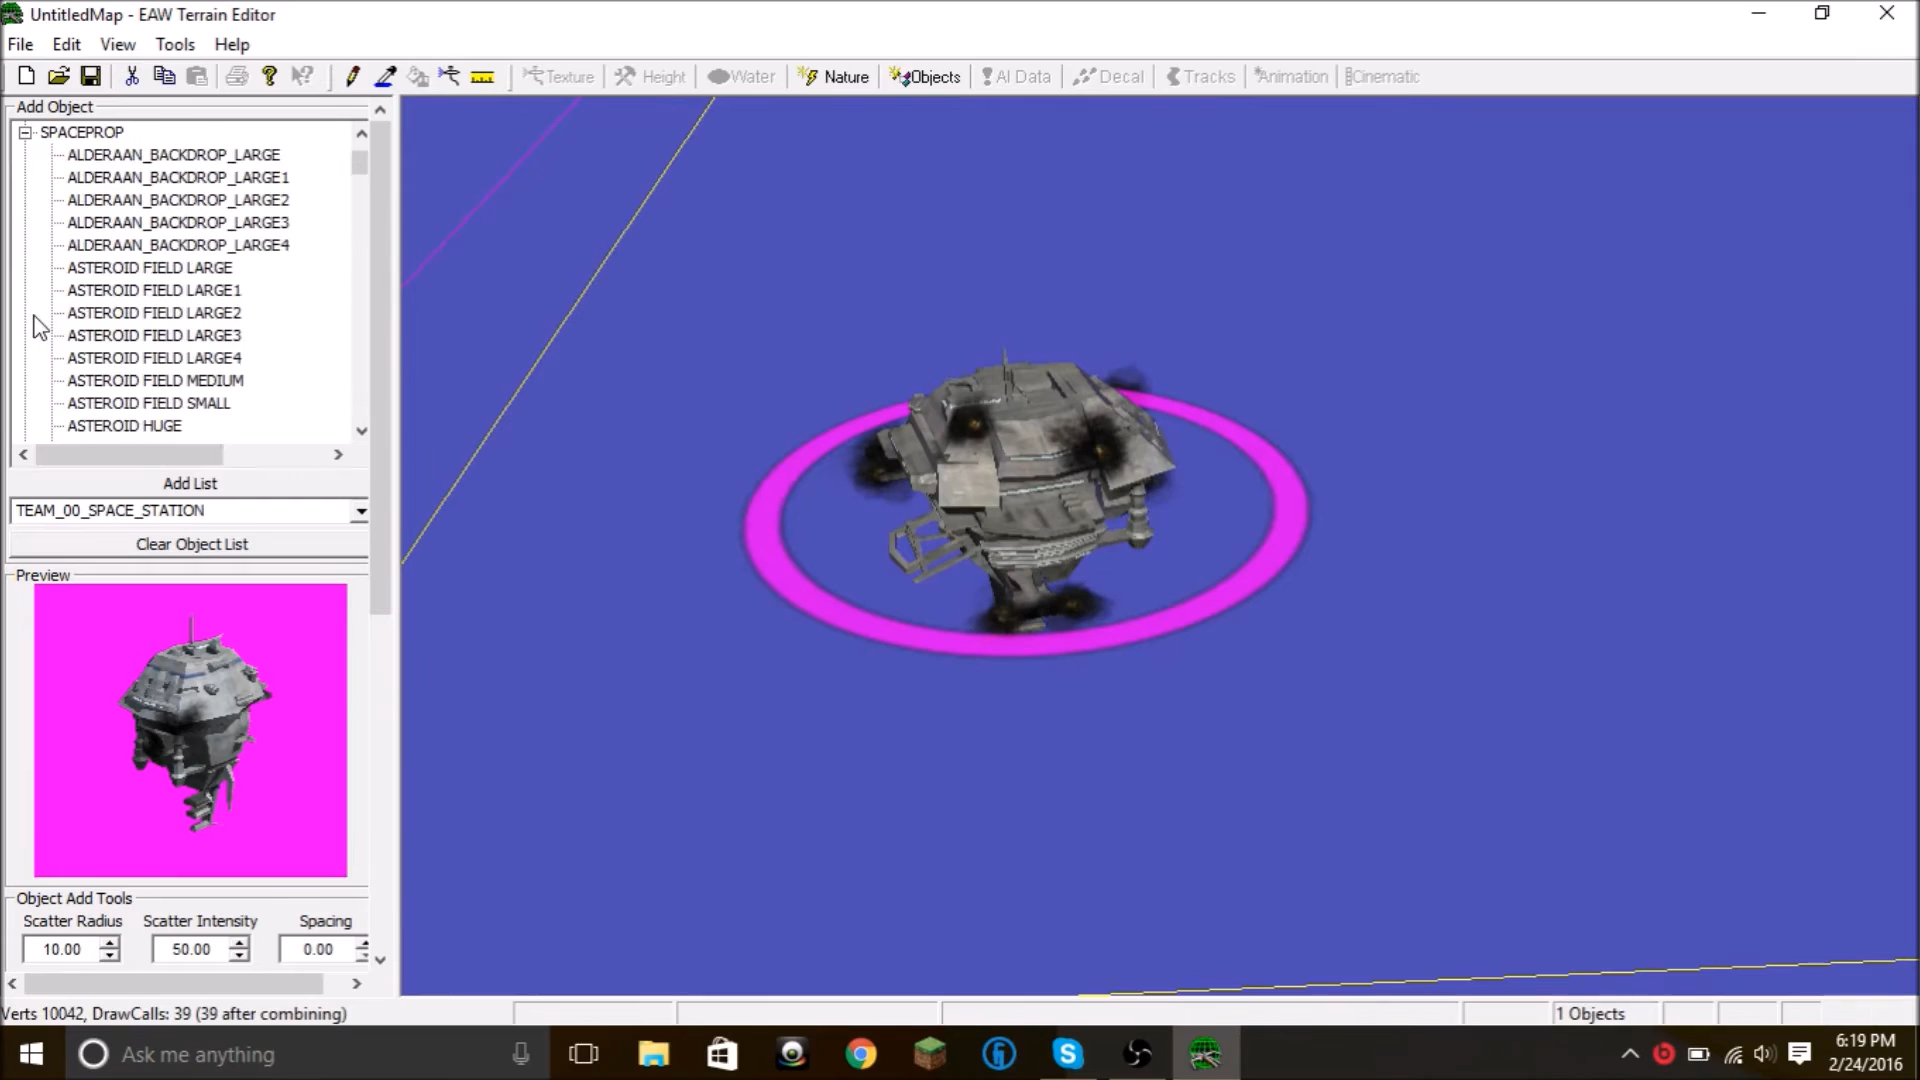 UntitledMap - EAW Terrain Editor
File Edit View Tools Help
Texture Height Water Nature Objects AI Data Decal Tracks Animation Cinematic
Add Object
SPACEPROP
ALDERAAN_BACKDROP_LARGE
ALDERAAN_BACKDROP_LARGE1
ALDERAAN_BACKDROP_LARGE2
ALDERAAN_BACKDROP_LARGE3
ALDERAAN_BACKDROP_LARGE4
ASTEROID FIELD LARGE
ASTEROID FIELD LARGE1
ASTEROID FIELD LARGE2
ASTEROID FIELD LARGE3
ASTEROID FIELD LARGE4
ASTEROID FIELD MEDIUM
ASTEROID FIELD SMALL
ASTEROID HUGE
Add List
TEAM_00_SPACE_STATION
Clear Object List
Preview
Object Add Tools
Scatter Radius Scatter Intensity Spacing
10.00 50.00 0.00
Verts 10042, DrawCalls: 39 (39 after combining)
1 Objects
Ask me anything
6:19 PM
2/24/2016